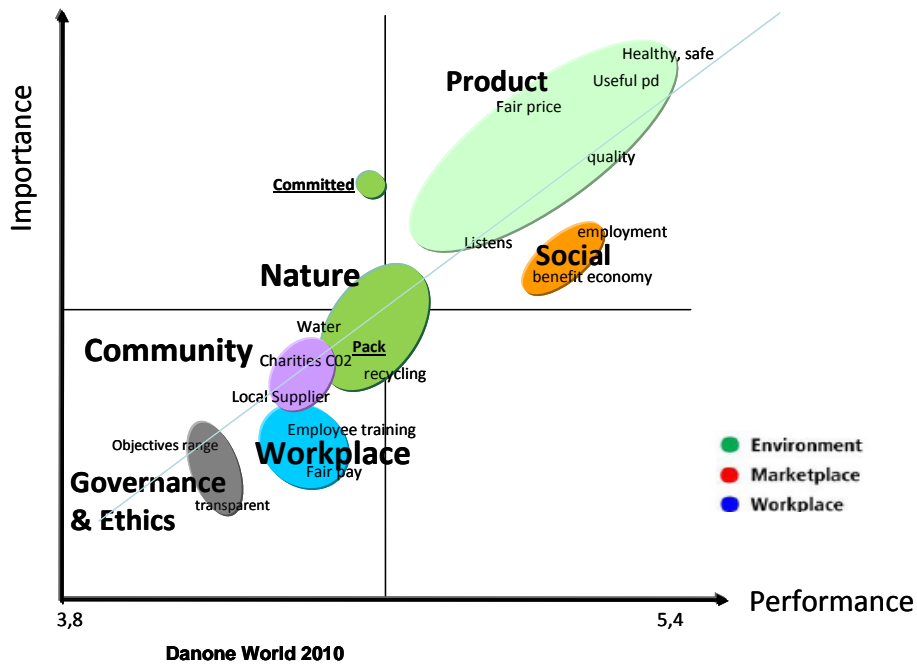 Importance
Healthy, safe
Product
Useful pd
Fair price
quality
Committed
Listens
employment
Social
benefit economy
Nature
Water
Community
Pack
Charities C02
recycling
Local Supplier
Employee training
Objectives range
Workplace
Fair pay
Governance
& Ethics
transparent
Environment
Marketplace
Workplace
Performance
3,8
5,4
Danone World 2010